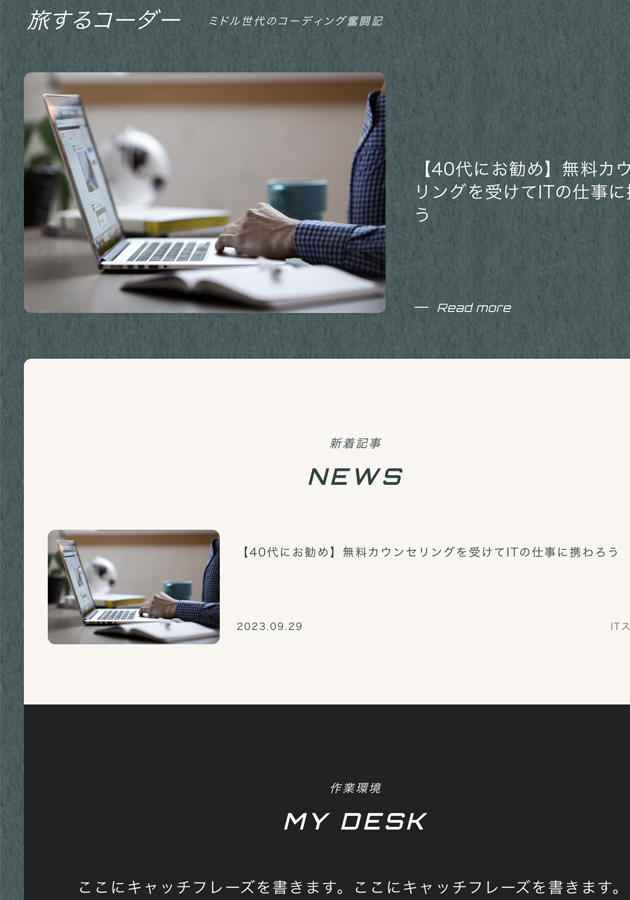 旅するコーダー
ミドル世代のコーディング奮闘記
【40代にお勧め】無料カウ
リングを受けてITの仕事に
う
— Read more
新着記事
NEWS
【40代にお勧め】無料カウンセリングを受けてITの仕事に携わろう
2023.09.29
ITス
作業環境
MY DESK
ここにキャッチフレーズを書きます。ここにキャッチフレーズを書きます。